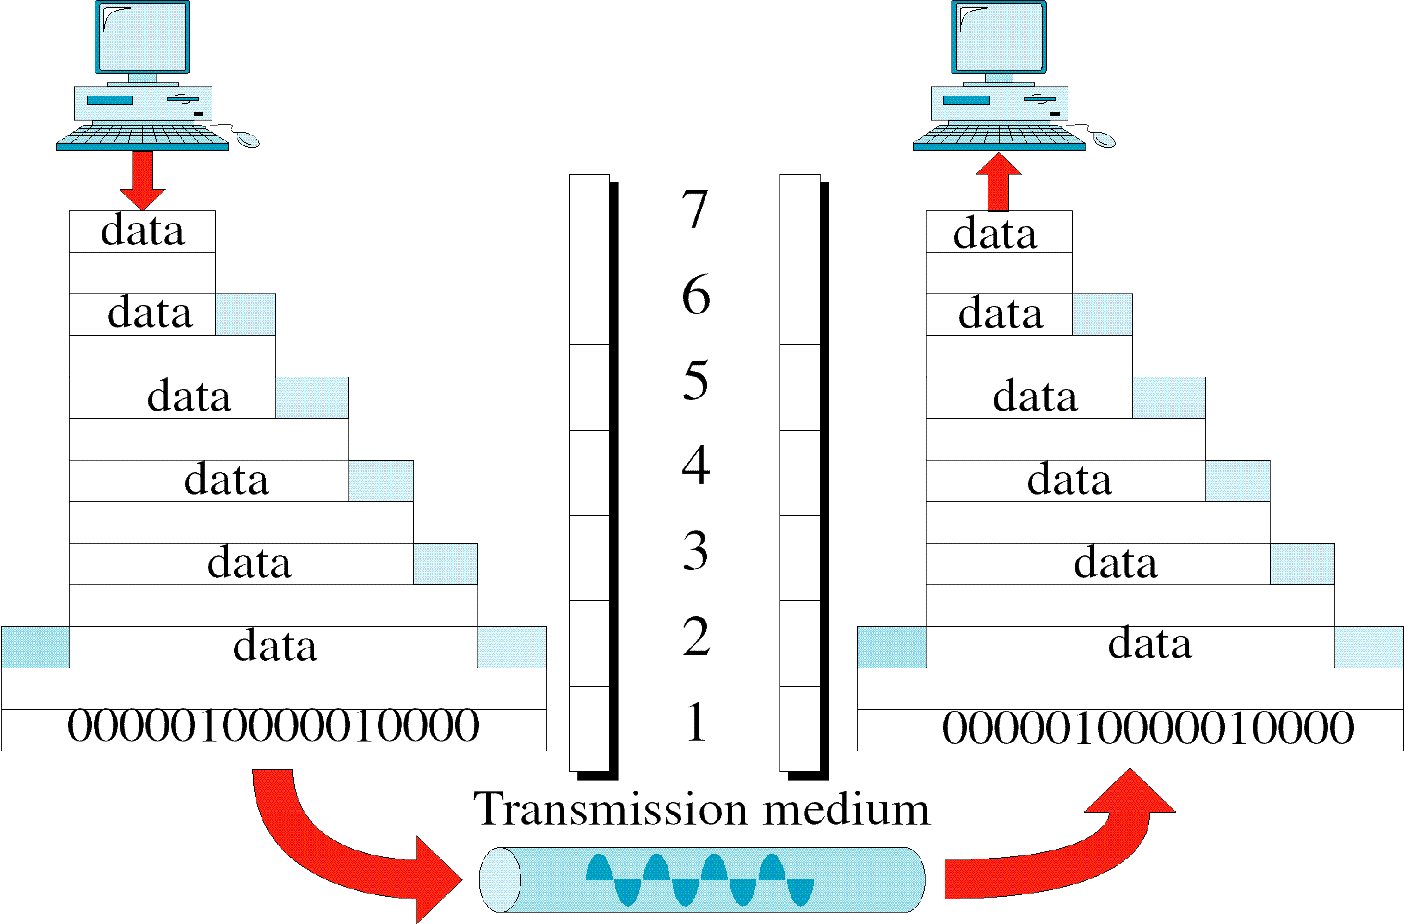 data
data
data
data
data
data
0000010000010000
7
6
5
4
3
2
1
data
data
data
data
data
data
0000010000010000
Transmission medium